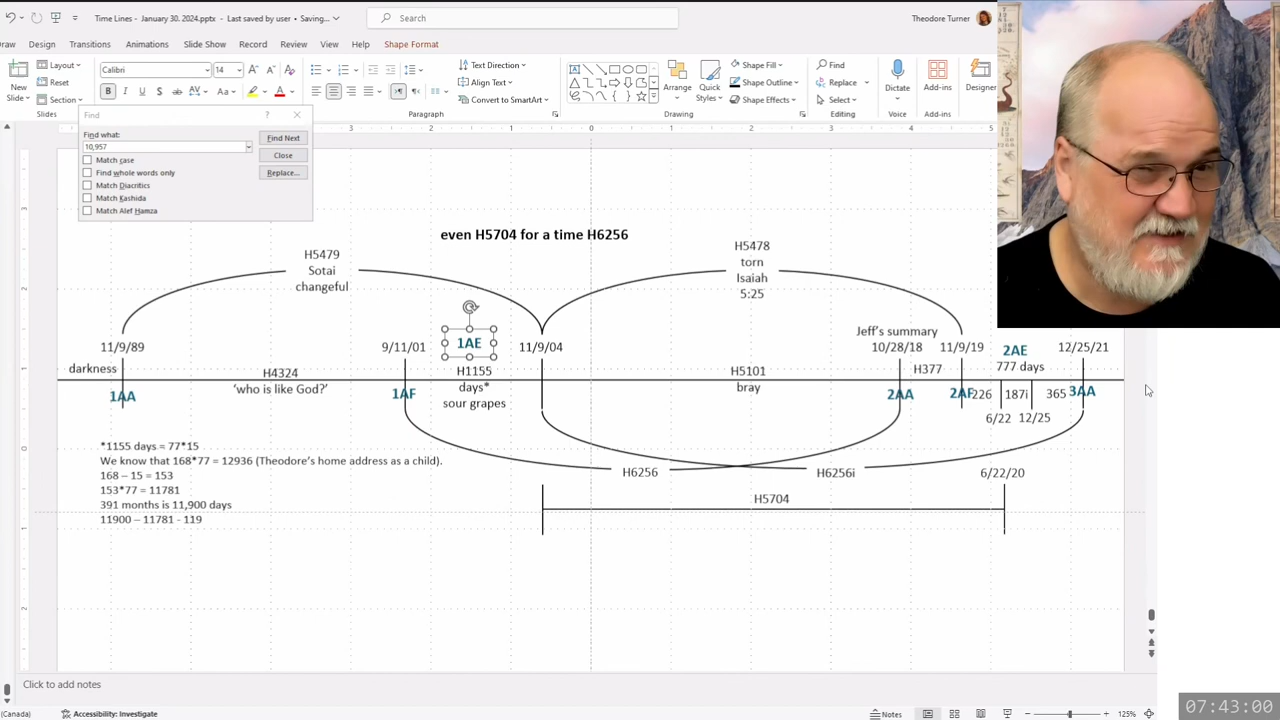 Time Lines - January 30. 2024.pptx - Last saved by user • Saving...
Search
Theodore Turner
raw Design Transitions Animations Slide Show Record Review View Help Shape Format
New
Slide
Layout
Reset
Section
Slides
Calibri 14
Text Direction
Align Text
Convert to SmartArt
Paragraph
Arrange
Quick
Styles
Shape Fill
Shape Outline
Shape Effects
Drawing
Find
Replace
Select
Editing
Dictate
Voice
Add-ins
Add-ins
Designer
Find
Find what:
10,957
Find Next
Close
Replace...
Match case
Find whole words only
Match Diacritics
Match Kashida
Match Alef Hamza
even H5704 for a time H6256
H5479
Sotai
changeful
H5478
torn
Isaiah
5:25
11/9/89
9/11/01
1AE
11/9/04
Jeff's summary
10/28/18
11/9/19
2AE
777 days
12/25/21
darkness
1AA
H4324
'who is like God?'
1AF
H1155
days*
sour grapes
H5101
bray
H377
2AA
2AF
226
187i
365
3AA
6/22
12/25
*1155 days = 77*15
We know that 168*77 = 12936 (Theodore's home address as a child).
168 – 15 = 153
153*77 = 11781
391 months is 11,900 days
11900 – 11781 - 119
H6256
H6256i
6/22/20
H5704
Click to add notes
(Canada)
Accessibility: Investigate
Notes
125%
07:43:00